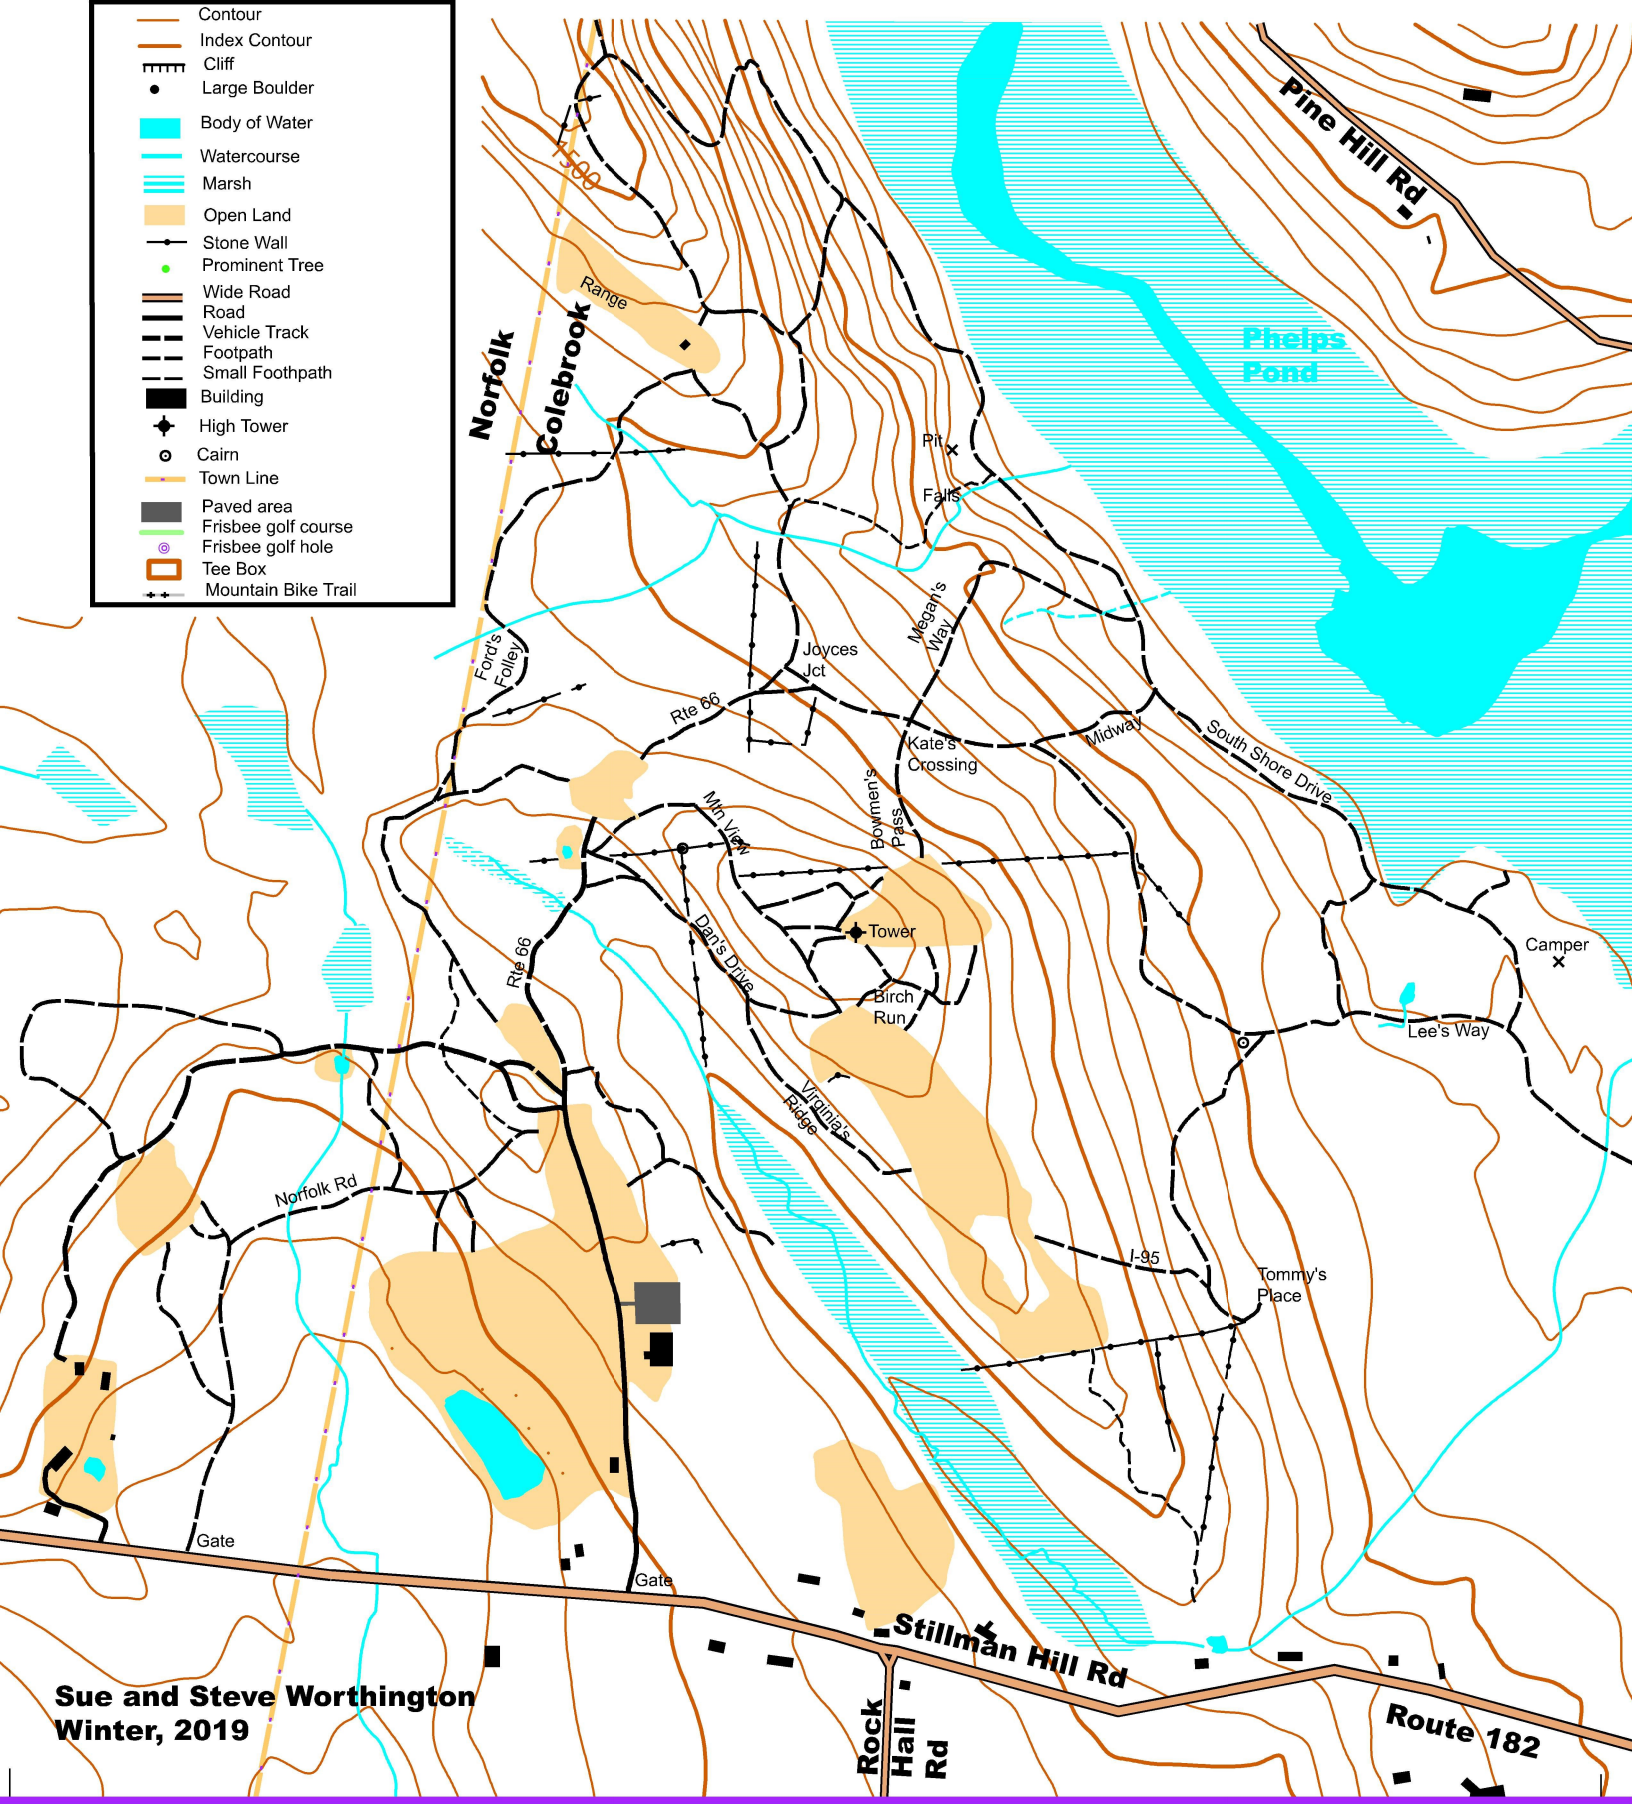 Contour
Index Contour
Cliff
Large Boulder
Body of Water
Watercourse
Marsh
Open Land
Stone Wall
Prominent Tree
Wide Road
Road
Vehicle Track
Footpath
Small Foothpath
Building
High Tower
Cairn
Town Line
Paved area
Frisbee golf course
Frisbee golf hole
Tee Box
Mountain Bike Trail
Pine Hill Rd
1500
Range
Norfolk
Colebrook
Phelps
Pond
Pit
Falls
Megan's
Way
Ford's
Folley
Joyces
Jct
Rte 66
Kate's
Crossing
Midway
South Shore Drive
Bowmen's
Pass
Mtn View
Tower
Dan's Drive
Rte 66
Camper
Birch
Run
Lee's Way
Virginia's
Ridge
Norfolk Rd
I-95
Tommy's
Place
Gate
Gate
Stillman Hill Rd
Sue and Steve Worthington
Winter, 2019
Rock
Hall
Rd
Route 182